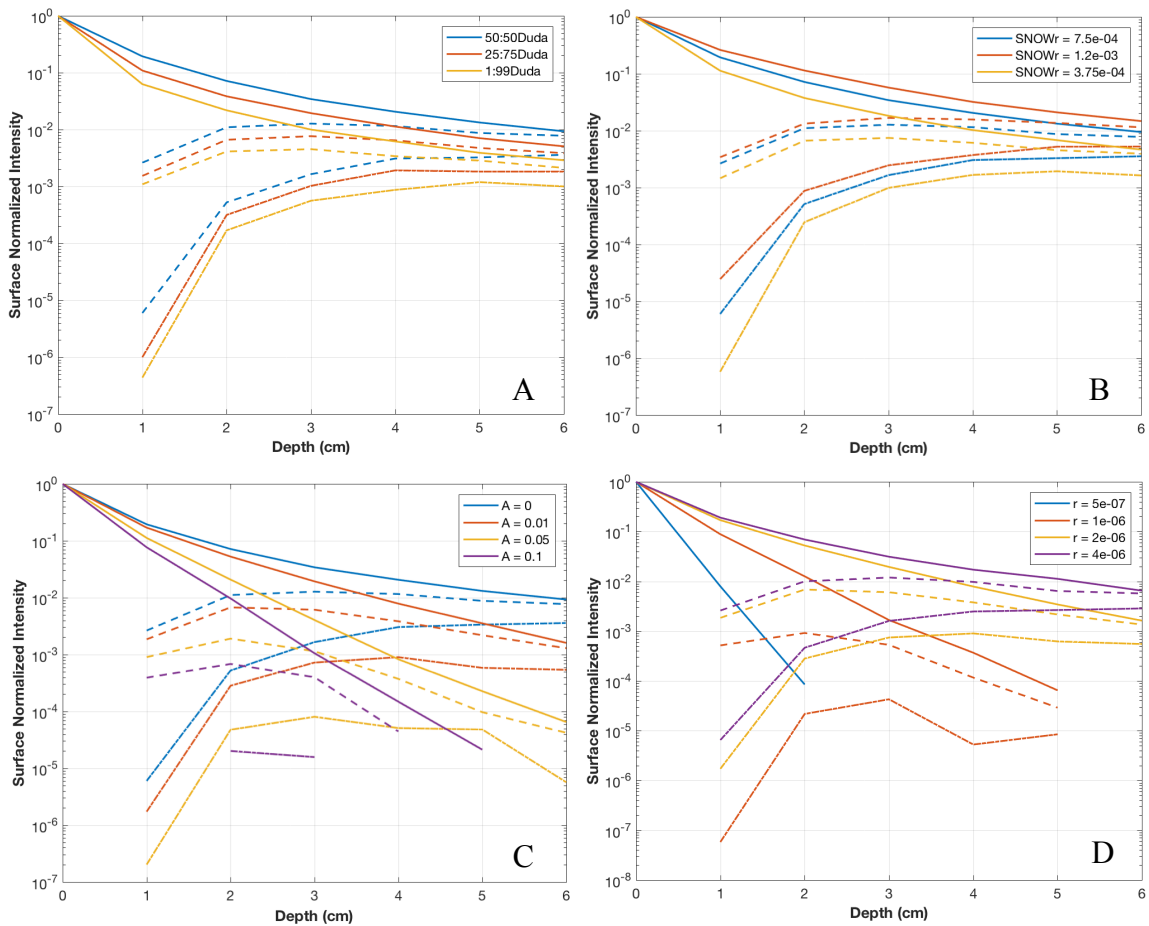 10^0
10^-1
10^-2
10^-3
10^-4
10^-5
10^-6
10^-7
Surface Normalized Intensity
50:50Duda
25:75Duda
1:99Duda
A
0 1 2 3 4 5 6
Depth (cm)
10^0
10^-1
10^-2
10^-3
10^-4
10^-5
10^-6
10^-7
Surface Normalized Intensity
SNOWr = 7.5e-04
SNOWr = 1.2e-03
SNOWr = 3.75e-04
B
0 1 2 3 4 5 6
Depth (cm)
10^0
10^-1
10^-2
10^-3
10^-4
10^-5
10^-6
10^-7
Surface Normalized Intensity
A = 0
A = 0.01
A = 0.05
A = 0.1
C
0 1 2 3 4 5 6
Depth (cm)
10^0
10^-1
10^-2
10^-3
10^-4
10^-5
10^-6
10^-7
10^-8
Surface Normalized Intensity
r = 5e-07
r = 1e-06
r = 2e-06
r = 4e-06
D
0 1 2 3 4 5 6
Depth (cm)